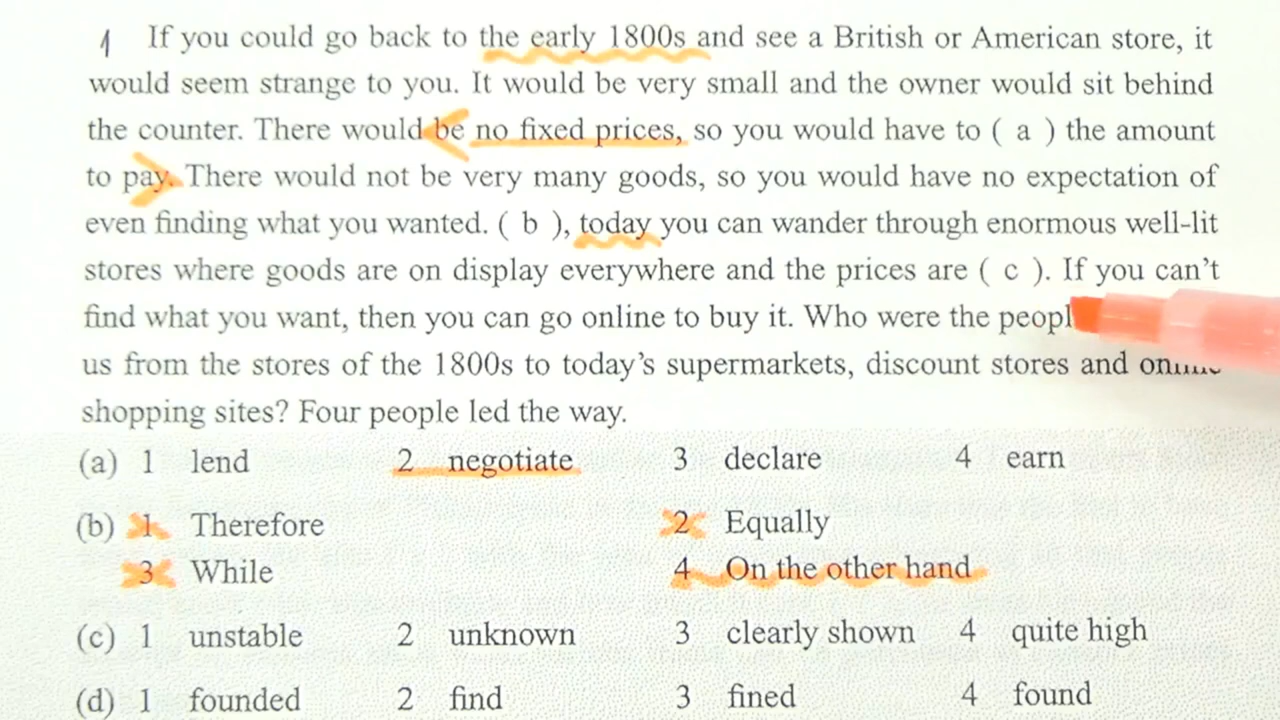 1 If you could go back to the early 1800s and see a British or American store, it
would seem strange to you. It would be very small and the owner would sit behind
the counter. There would be no fixed prices, so you would have to ( a ) the amount
to pay. There would not be very many goods, so you would have no expectation of
even finding what you wanted. ( b ), today you can wander through enormous well-lit
stores where goods are on display everywhere and the prices are ( c ). If you can't
find what you want, then you can go online to buy it. Who were the
us from the stores of the 1800s to today's supermarkets, discount stores and
shopping sites? Four people led the way.
(a) 1 lend 2 negotiate 3 declare 4 earn
(b) 1 Therefore 2 Equally
3 While 4 On the other hand
(c) 1 unstable 2 unknown 3 clearly shown 4 quite high
(d) 1 founded 2 find 3 fined 4 found